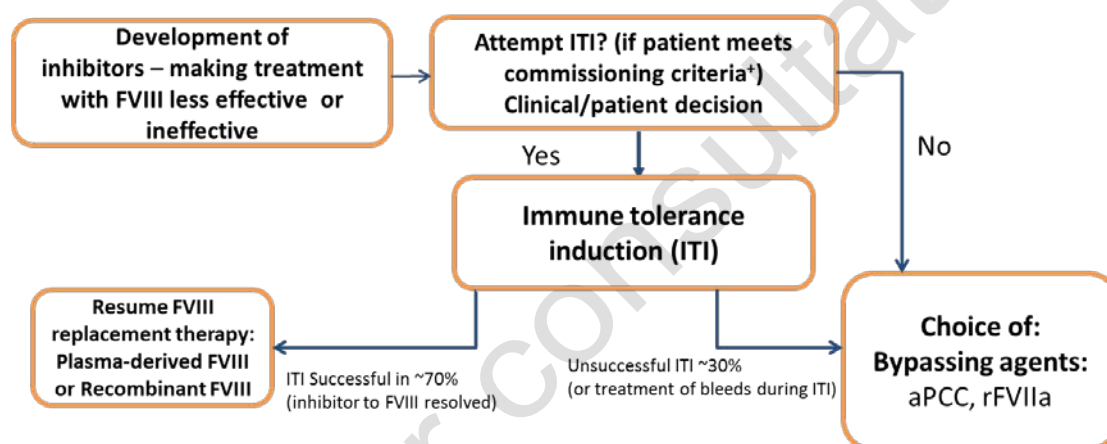 Development of
inhibitors – making treatment
with FVIII less effective or
ineffective
Attempt ITI? (if patient meets
commissioning criteria⁺)
Clinical/patient decision
Yes
No
Immune tolerance
induction (ITI)
Resume FVIII
replacement therapy:
Plasma-derived FVIII
or Recombinant FVIII
ITI Successful in ~70%
(inhibitor to FVIII resolved)
Unsuccessful ITI ~30%
(or treatment of bleeds during ITI)
Choice of:
Bypassing agents:
aPCC, rFVIIa